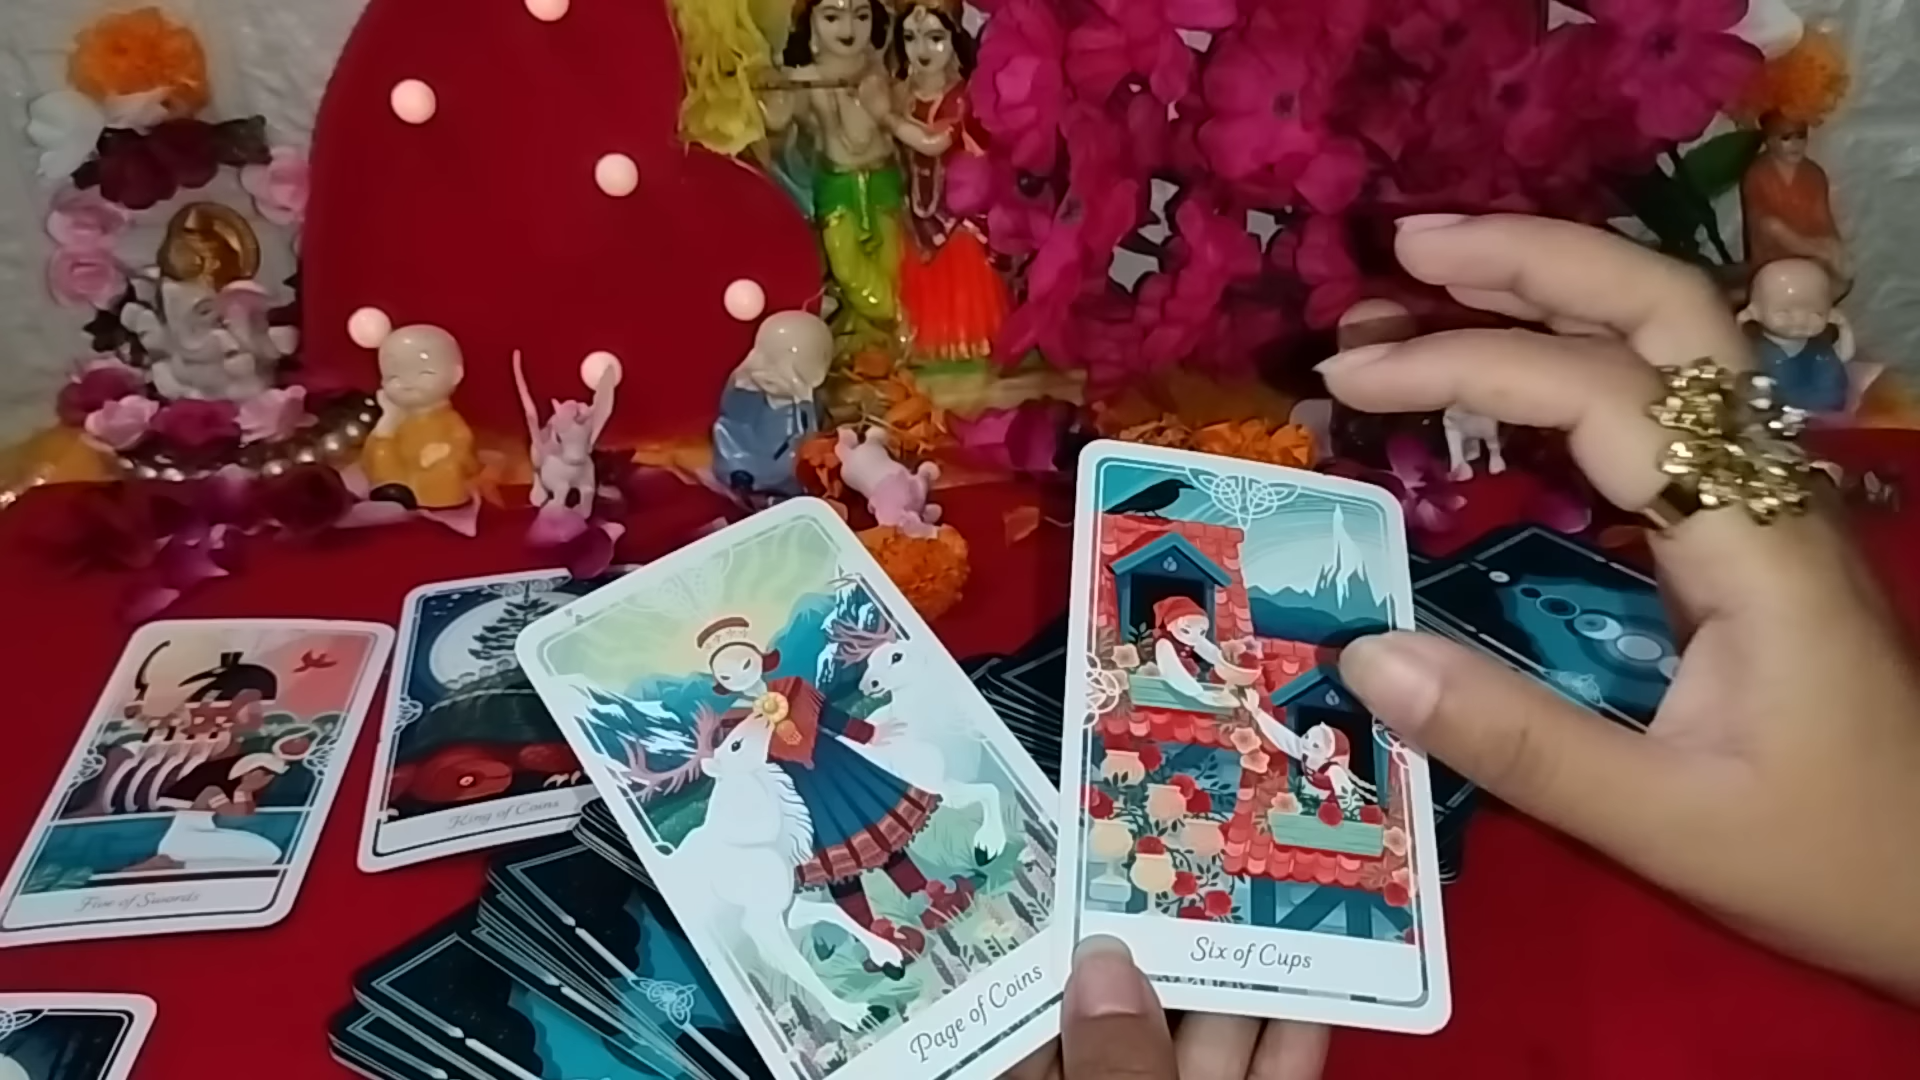 Five of Swords
King of Coins
Page of Coins
Six of Cups